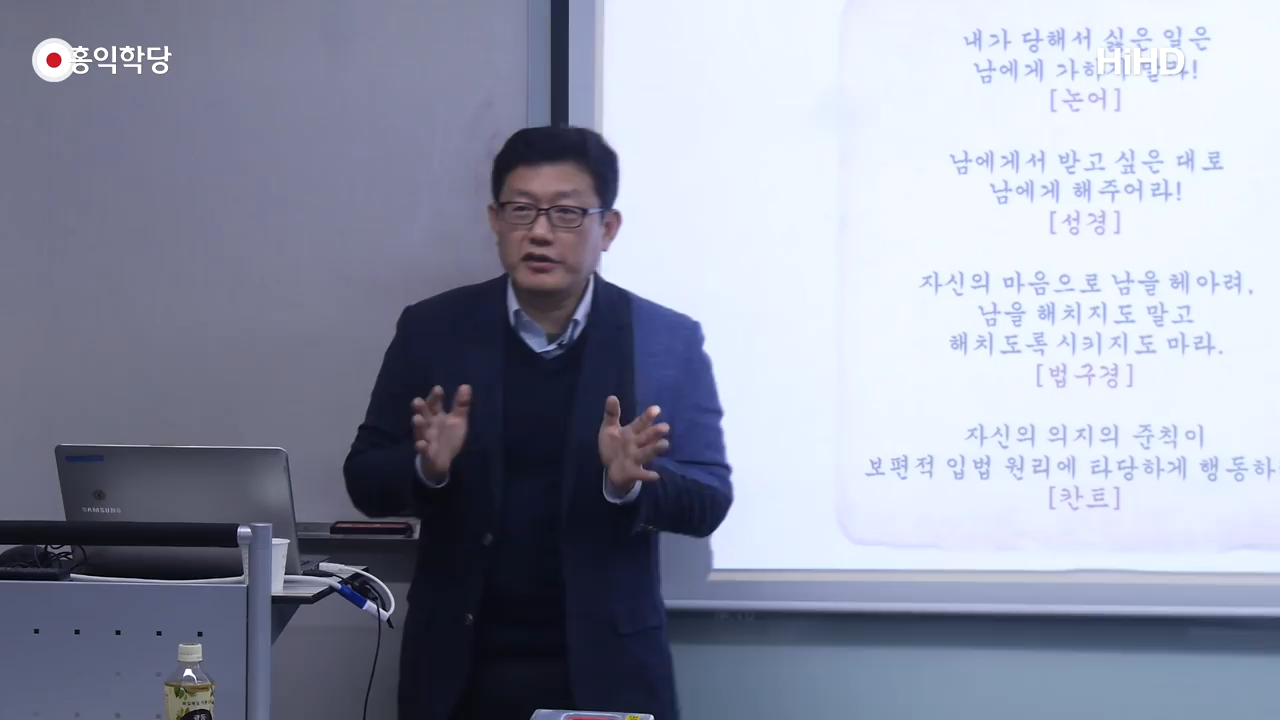 홍익학당
HiHD
내가 당해서 싫은 일은
남에게 가하지 말라!
[논어]
남에게서 받고 싶은 대로
남에게 해주어라!
[성경]
자신의 마음으로 남을 헤아려,
남을 해치지도 말고
해치도록 시키지도 마라.
[법구경]
자신의 의지의 준칙이
보편적 입법 원리에 타당하게 행동하
[칸트]
SAMSUNG